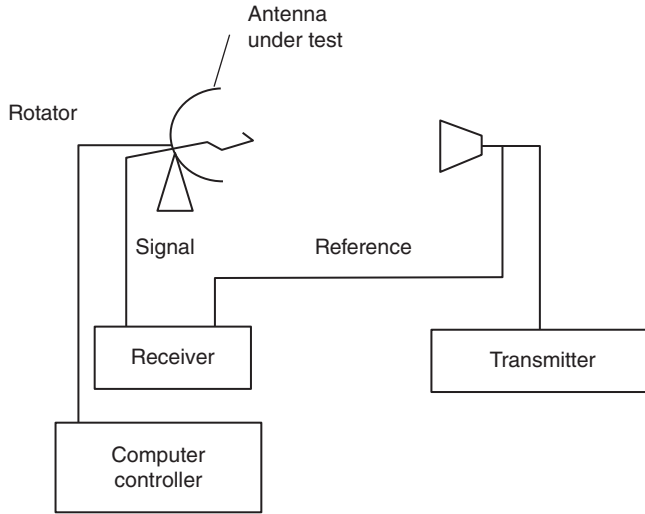 Antenna
under test
Rotator
Signal
Reference
Receiver
Transmitter
Computer
controller